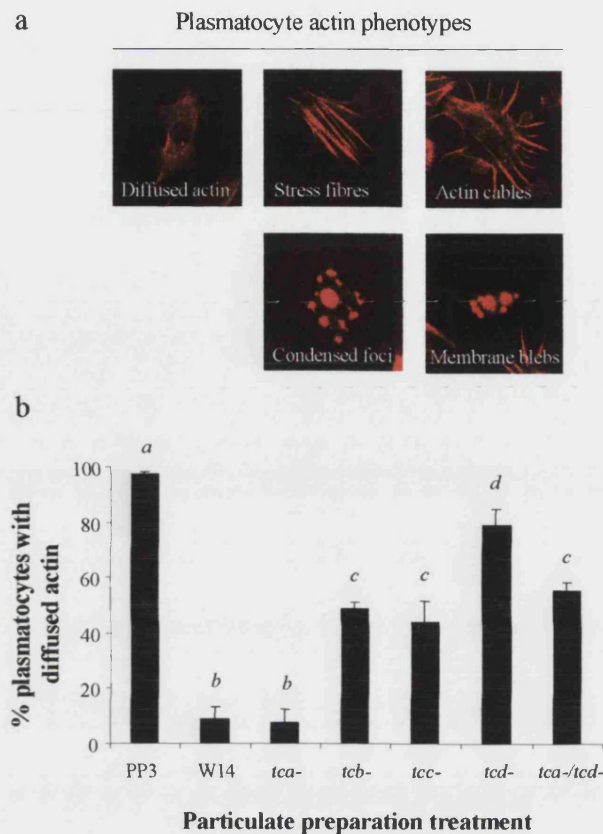 a
Plasmatocyte actin phenotypes
Diffused actin
Stress fibres
Actin cables
Condensed foci
Membrane blebs
b
% plasmatocytes with
diffused actin
100
80
60
40
20
0
a
b
b
c
c
d
c
PP3 W14 tca- tcb- tcc- tcd- tca-/tcd-
Particulate preparation treatment